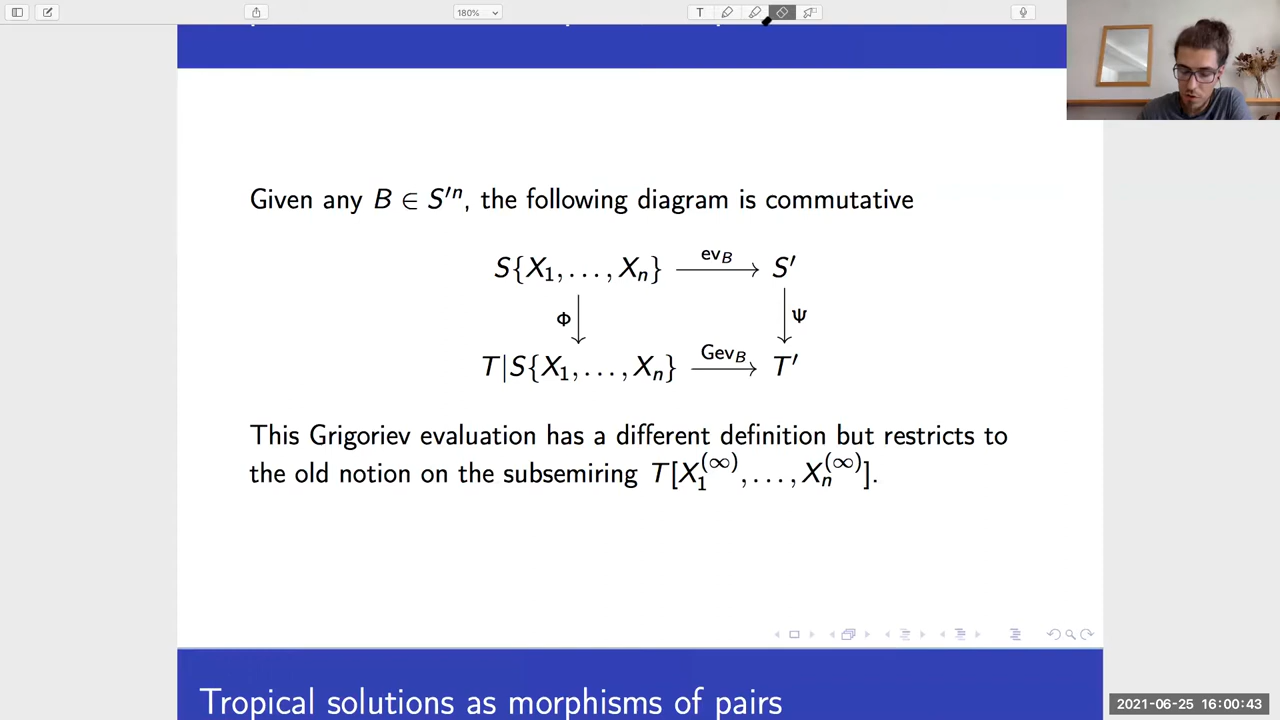 180%
T
Given any B ∈ S′ⁿ, the following diagram is commutative
S{X₁, . . . , Xₙ} ev_B S′
Φ Ψ
T|S{X₁, . . . , Xₙ} Gev_B T′
This Grigoriev evaluation has a different definition but restricts to
the old notion on the subsemiring T[X₁^(∞), . . . , Xₙ^(∞)].
Tropical solutions as morphisms of pairs
2021-06-25 16:00:43